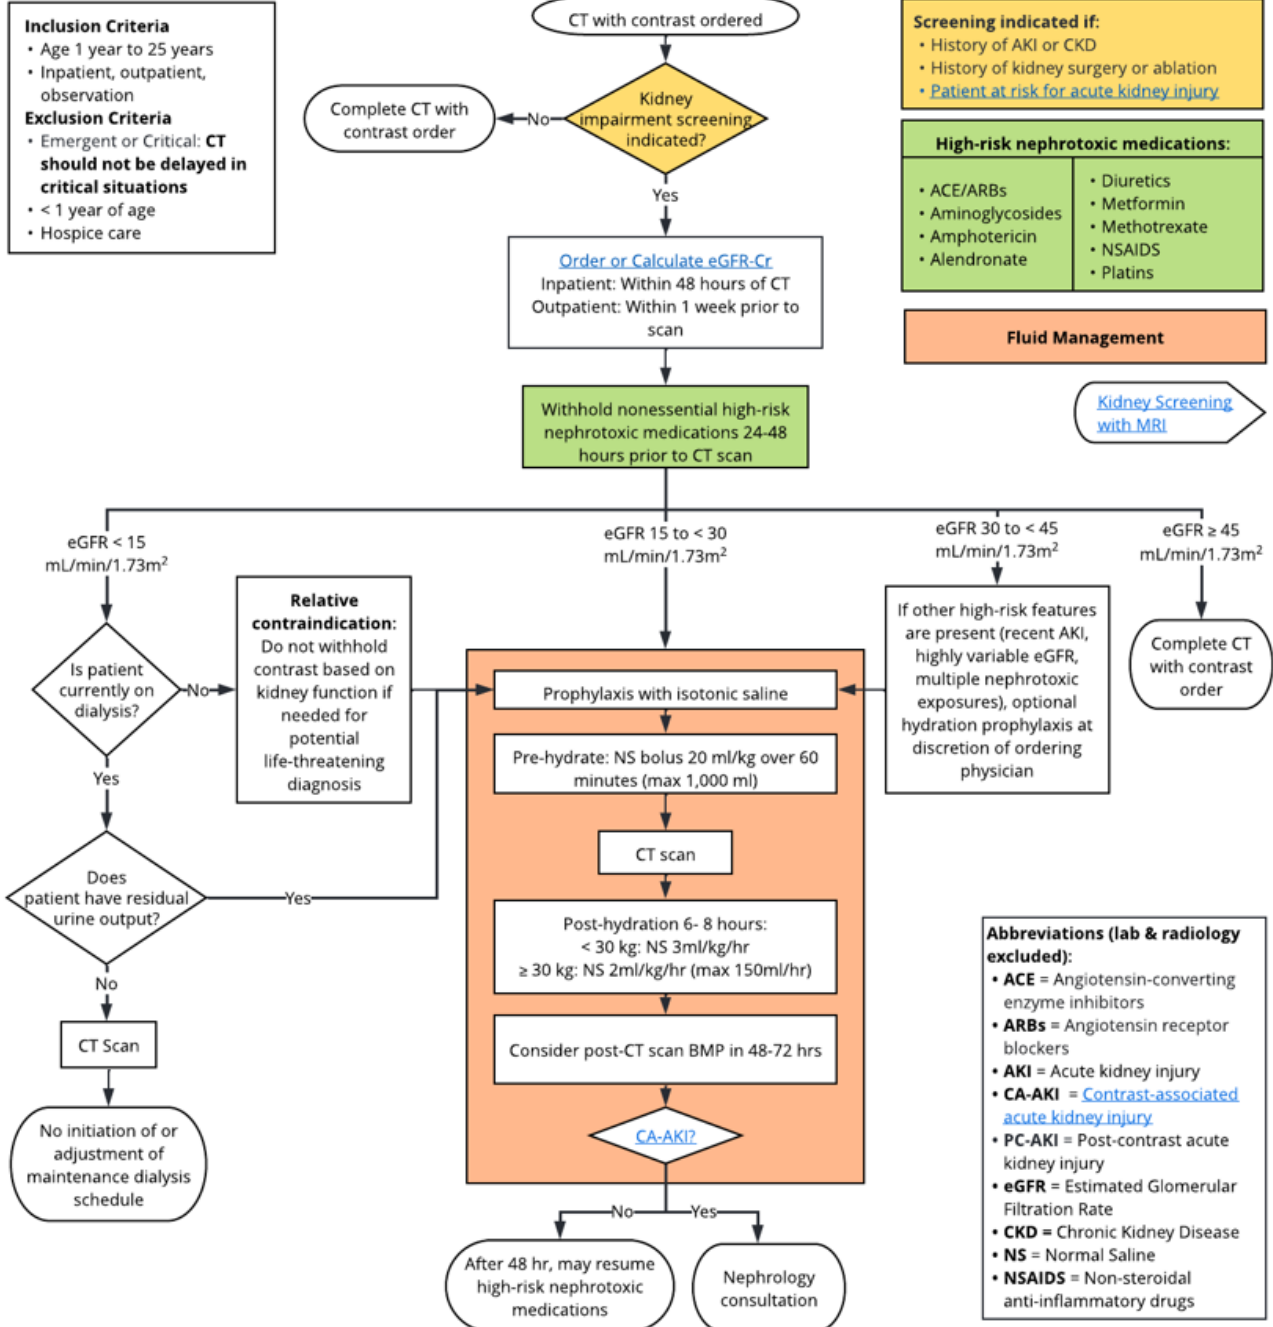 Inclusion Criteria
• Age 1 year to 25 years
• Inpatient, outpatient,
observation
Exclusion Criteria
• Emergent or Critical: CT
should not be delayed in
critical situations
• < 1 year of age
• Hospice care
CT with contrast ordered
Kidney
impairment screening
indicated?
No
Complete CT with
contrast order
Yes
Screening indicated if:
• History of AKI or CKD
• History of kidney surgery or ablation
• Patient at risk for acute kidney injury
High-risk nephrotoxic medications:
• ACE/ARBs
• Aminoglycosides
• Amphotericin
• Alendronate
• Diuretics
• Metformin
• Methotrexate
• NSAIDS
• Platins
Fluid Management
Kidney Screening
with MRI
Order or Calculate eGFR-Cr
Inpatient: Within 48 hours of CT
Outpatient: Within 1 week prior to
scan
Withhold nonessential high-risk
nephrotoxic medications 24-48
hours prior to CT scan
eGFR < 15
mL/min/1.73m²
eGFR 15 to < 30
mL/min/1.73m²
eGFR 30 to < 45
mL/min/1.73m²
eGFR ≥ 45
mL/min/1.73m²
Is patient
currently on
dialysis?
No
Relative
contraindication:
Do not withhold
contrast based on
kidney function if
needed for
potential
life-threatening
diagnosis
Yes
Does
patient have residual
urine output?
Yes
No
CT Scan
No initiation of or
adjustment of
maintenance dialysis
schedule
Prophylaxis with isotonic saline
Pre-hydrate: NS bolus 20 ml/kg over 60
minutes (max 1,000 ml)
CT scan
Post-hydration 6- 8 hours:
< 30 kg: NS 3ml/kg/hr
≥ 30 kg: NS 2ml/kg/hr (max 150ml/hr)
Consider post-CT scan BMP in 48-72 hrs
CA-AKI?
No
Yes
After 48 hr, may resume
high-risk nephrotoxic
medications
Nephrology
consultation
If other high-risk features
are present (recent AKI,
highly variable eGFR,
multiple nephrotoxic
exposures), optional
hydration prophylaxis at
discretion of ordering
physician
Complete CT
with contrast
order
Abbreviations (lab & radiology
excluded):
• ACE = Angiotensin-converting
enzyme inhibitors
• ARBs = Angiotensin receptor
blockers
• AKI = Acute kidney injury
• CA-AKI = Contrast-associated
acute kidney injury
• PC-AKI = Post-contrast acute
kidney injury
• eGFR = Estimated Glomerular
Filtration Rate
• CKD = Chronic Kidney Disease
• NS = Normal Saline
• NSAIDS = Non-steroidal
anti-inflammatory drugs